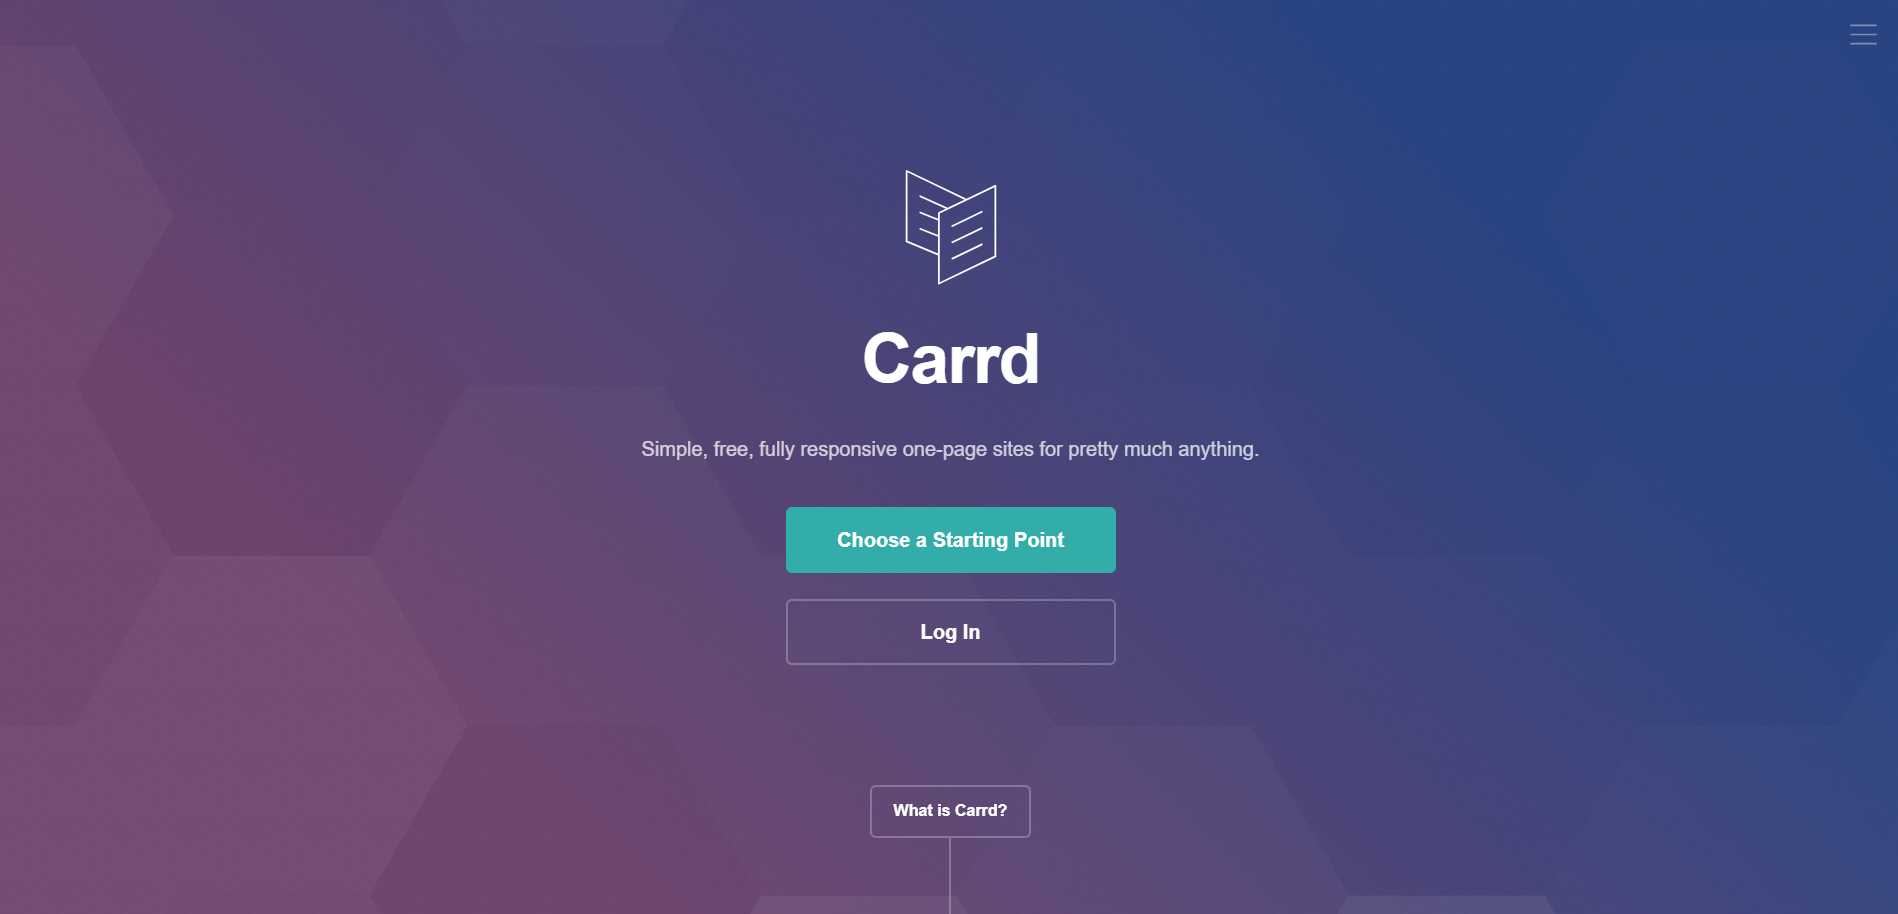 Carrd
Simple, free, fully responsive one-page sites for pretty much anything.
Choose a Starting Point
Log In
What is Carrd?